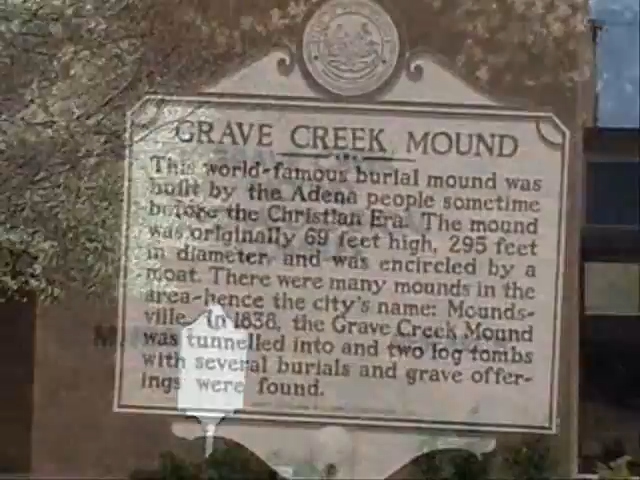 GRAVE CREEK MOUND
This world-famous burial mound was
built by the Adena people sometime
before the Christian Era. The mound
was originally 69 feet high, 295 feet
in diameter, and was encircled by a
moat. There were many mounds in the
area-hence the city's name: Mounds-
ville. In 1838, the Grave Creek Mound
was tunnelled into and two log tombs
with several burials and grave offer-
ings were found.